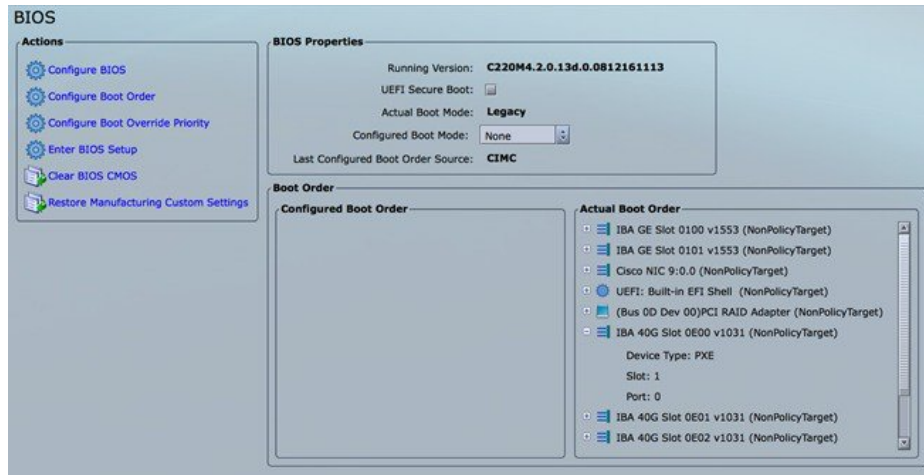 BIOS
Actions
Configure BIOS
Configure Boot Order
Configure Boot Override Priority
Enter BIOS Setup
Clear BIOS CMOS
Restore Manufacturing Custom Settings
BIOS Properties
Running Version: C220M4.2.0.13d.0.0812161113
UEFI Secure Boot:
Actual Boot Mode: Legacy
Configured Boot Mode: None
Last Configured Boot Order Source: CIMC
Boot Order
Configured Boot Order
Actual Boot Order
IBA GE Slot 0100 v1553 (NonPolicyTarget)
IBA GE Slot 0101 v1553 (NonPolicyTarget)
Cisco NIC 9:0.0 (NonPolicyTarget)
UEFI: Built-in EFI Shell (NonPolicyTarget)
(Bus 0D Dev 00)PCI RAID Adapter (NonPolicyTarget)
IBA 40G Slot 0E00 v1031 (NonPolicyTarget)
Device Type: PXE
Slot: 1
Port: 0
IBA 40G Slot 0E01 v1031 (NonPolicyTarget)
IBA 40G Slot 0E02 v1031 (NonPolicyTarget)